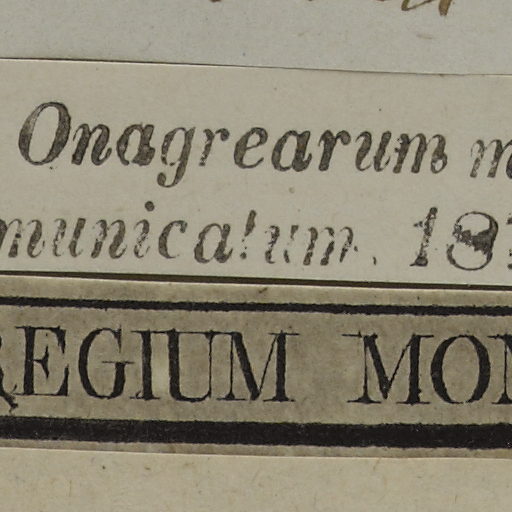 Onagrearum m
municatum. 18
REGIUM MON